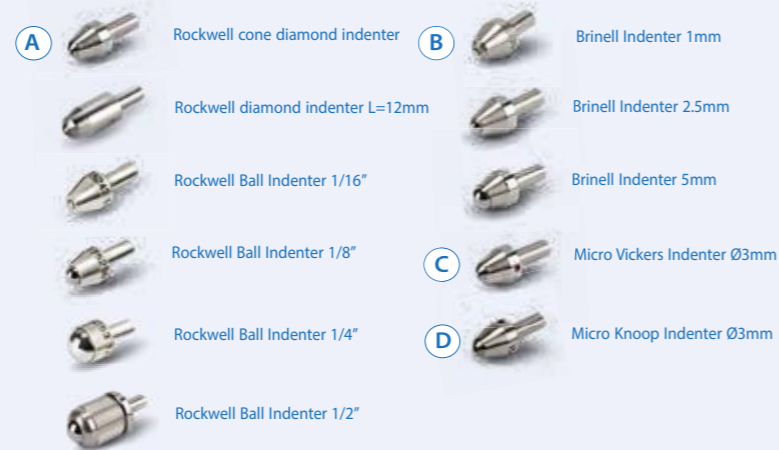 A
Rockwell cone diamond indenter
Rockwell diamond indenter L=12mm
Rockwell Ball Indenter 1/16”
Rockwell Ball Indenter 1/8”
Rockwell Ball Indenter 1/4”
Rockwell Ball Indenter 1/2”
B
Brinell Indenter 1mm
Brinell Indenter 2.5mm
Brinell Indenter 5mm
C
Micro Vickers Indenter Ø3mm
D
Micro Knoop Indenter Ø3mm